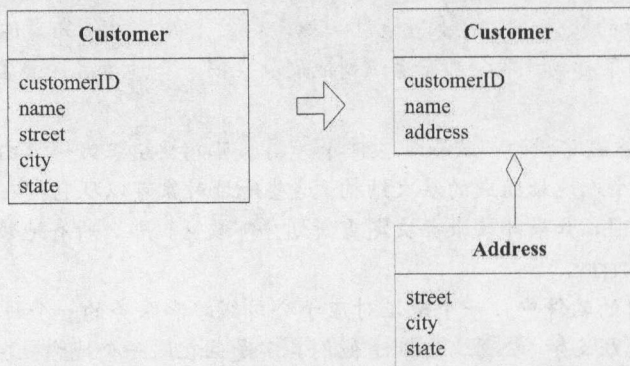 Customer
customerID
name
street
city
state
Customer
customerID
name
address
Address
street
city
state